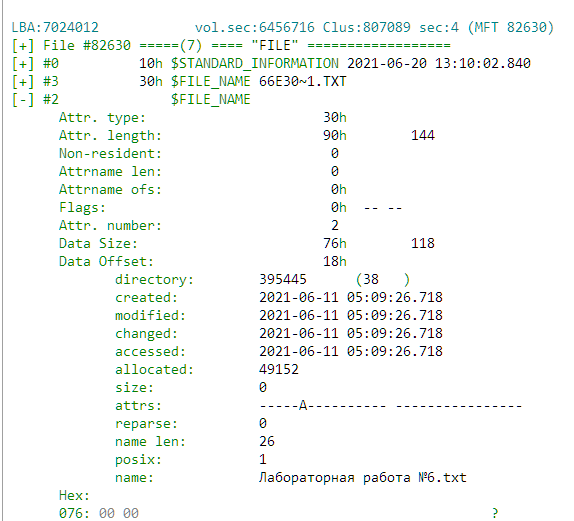 LBA:7024012 vol.sec:6456716 Clus:807089 sec:4 (MFT 82630)
[+] File #82630 =====(7) ==== "FILE" ==================
[+] #0 10h $STANDARD_INFORMATION 2021-06-20 13:10:02.840
[+] #3 30h $FILE_NAME 66E30~1.TXT
[-] #2 $FILE_NAME
Attr. type: 30h
Attr. length: 90h 144
Non-resident: 0
Attrname len: 0
Attrname ofs: 0h
Flags: 0h -- --
Attr. number: 2
Data Size: 76h 118
Data Offset: 18h
directory: 395445 (38 )
created: 2021-06-11 05:09:26.718
modified: 2021-06-11 05:09:26.718
changed: 2021-06-11 05:09:26.718
accessed: 2021-06-11 05:09:26.718
allocated: 49152
size: 0
attrs: -----A---------- ----------------
reparse: 0
name len: 26
posix: 1
name: Лабораторная работа №6.txt
Hex:
076: 00 00 ?